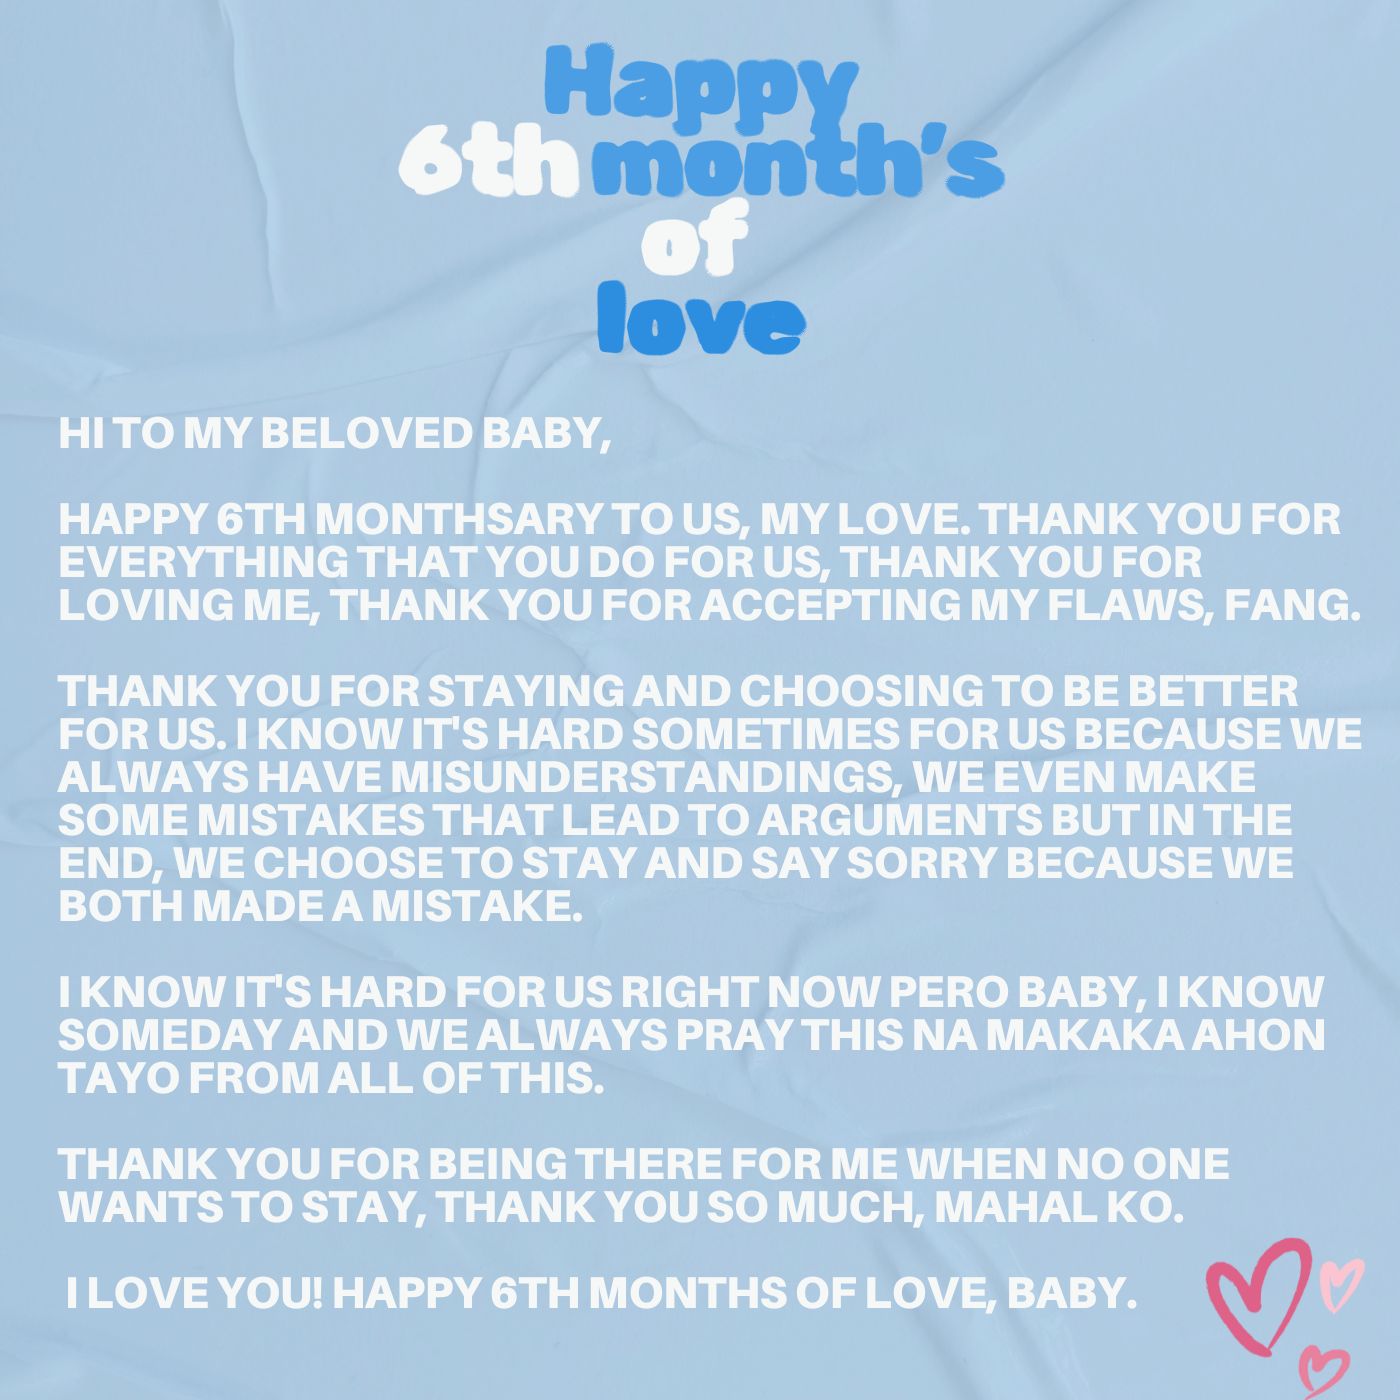 Happy
6th month's
of
love
HI TO MY BELOVED BABY,
HAPPY 6TH MONTHSARY TO US, MY LOVE. THANK YOU FOR
EVERYTHING THAT YOU DO FOR US, THANK YOU FOR
LOVING ME, THANK YOU FOR ACCEPTING MY FLAWS, FANG.
THANK YOU FOR STAYING AND CHOOSING TO BE BETTER
FOR US. I KNOW IT'S HARD SOMETIMES FOR US BECAUSE WE
ALWAYS HAVE MISUNDERSTANDINGS, WE EVEN MAKE
SOME MISTAKES THAT LEAD TO ARGUMENTS BUT IN THE
END, WE CHOOSE TO STAY AND SAY SORRY BECAUSE WE
BOTH MADE A MISTAKE.
I KNOW IT'S HARD FOR US RIGHT NOW PERO BABY, I KNOW
SOMEDAY AND WE ALWAYS PRAY THIS NA MAKAKA AHON
TAYO FROM ALL OF THIS.
THANK YOU FOR BEING THERE FOR ME WHEN NO ONE
WANTS TO STAY, THANK YOU SO MUCH, MAHAL KO.
I LOVE YOU! HAPPY 6TH MONTHS OF LOVE, BABY.